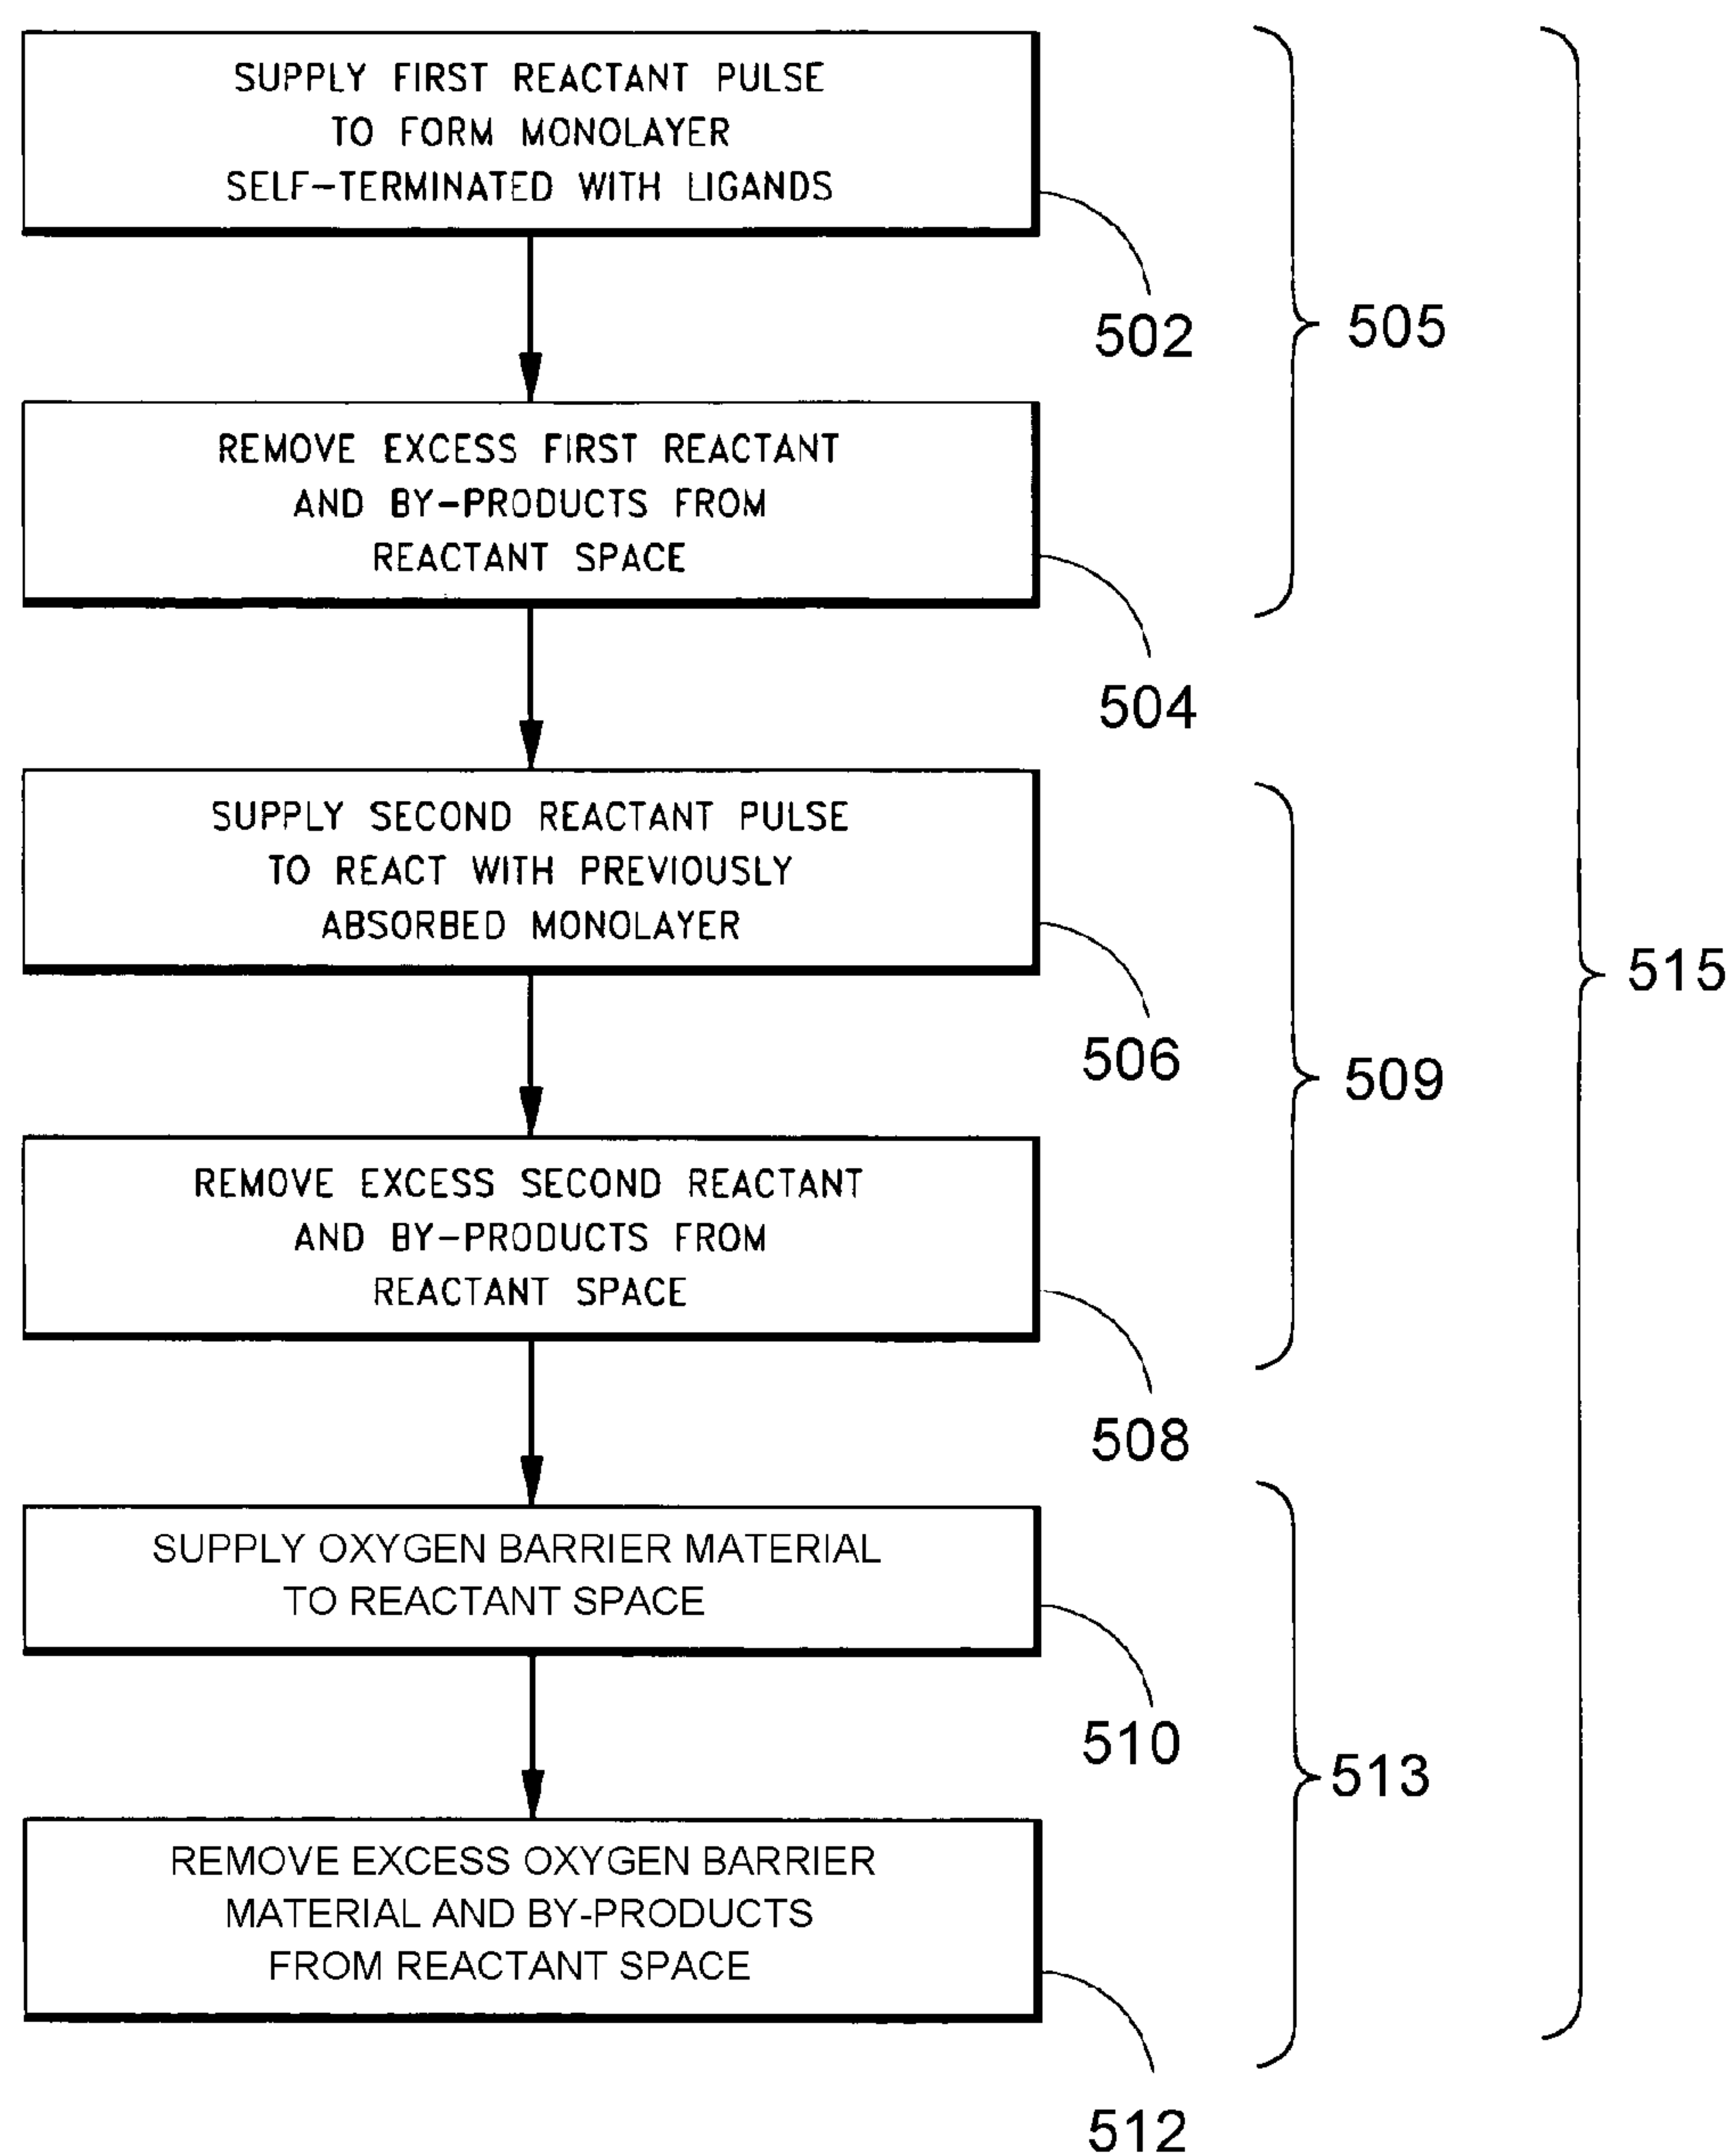 SUPPLY FIRST REACTANT PULSE
TO FORM MONOLAYER
SELF-TERMINATED WITH LIGANDS
502
505
REMOVE EXCESS FIRST REACTANT
AND BY-PRODUCTS FROM
REACTANT SPACE
504
SUPPLY SECOND REACTANT PULSE
TO REACT WITH PREVIOUSLY
ABSORBED MONOLAYER
506
509
515
REMOVE EXCESS SECOND REACTANT
AND BY-PRODUCTS FROM
REACTANT SPACE
508
SUPPLY OXYGEN BARRIER MATERIAL
TO REACTANT SPACE
510
513
REMOVE EXCESS OXYGEN BARRIER
MATERIAL AND BY-PRODUCTS
FROM REACTANT SPACE
512